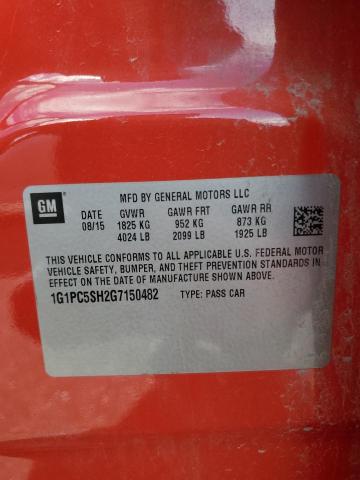 GM
MFD BY GENERAL MOTORS LLC
DATE GVWR GAWR FRT GAWR RR
08/15 1825 KG 952 KG 873 KG
4024 LB 2099 LB 1925 LB
THIS VEHICLE CONFORMS TO ALL APPLICABLE U.S. FEDERAL MOTOR
VEHICLE SAFETY, BUMPER, AND THEFT PREVENTION STANDARDS
IN EFFECT ON THE DATE OF MANUFACTURE SHOWN ABOVE.
1G1PC5SH2G7150482 TYPE: PASS CAR